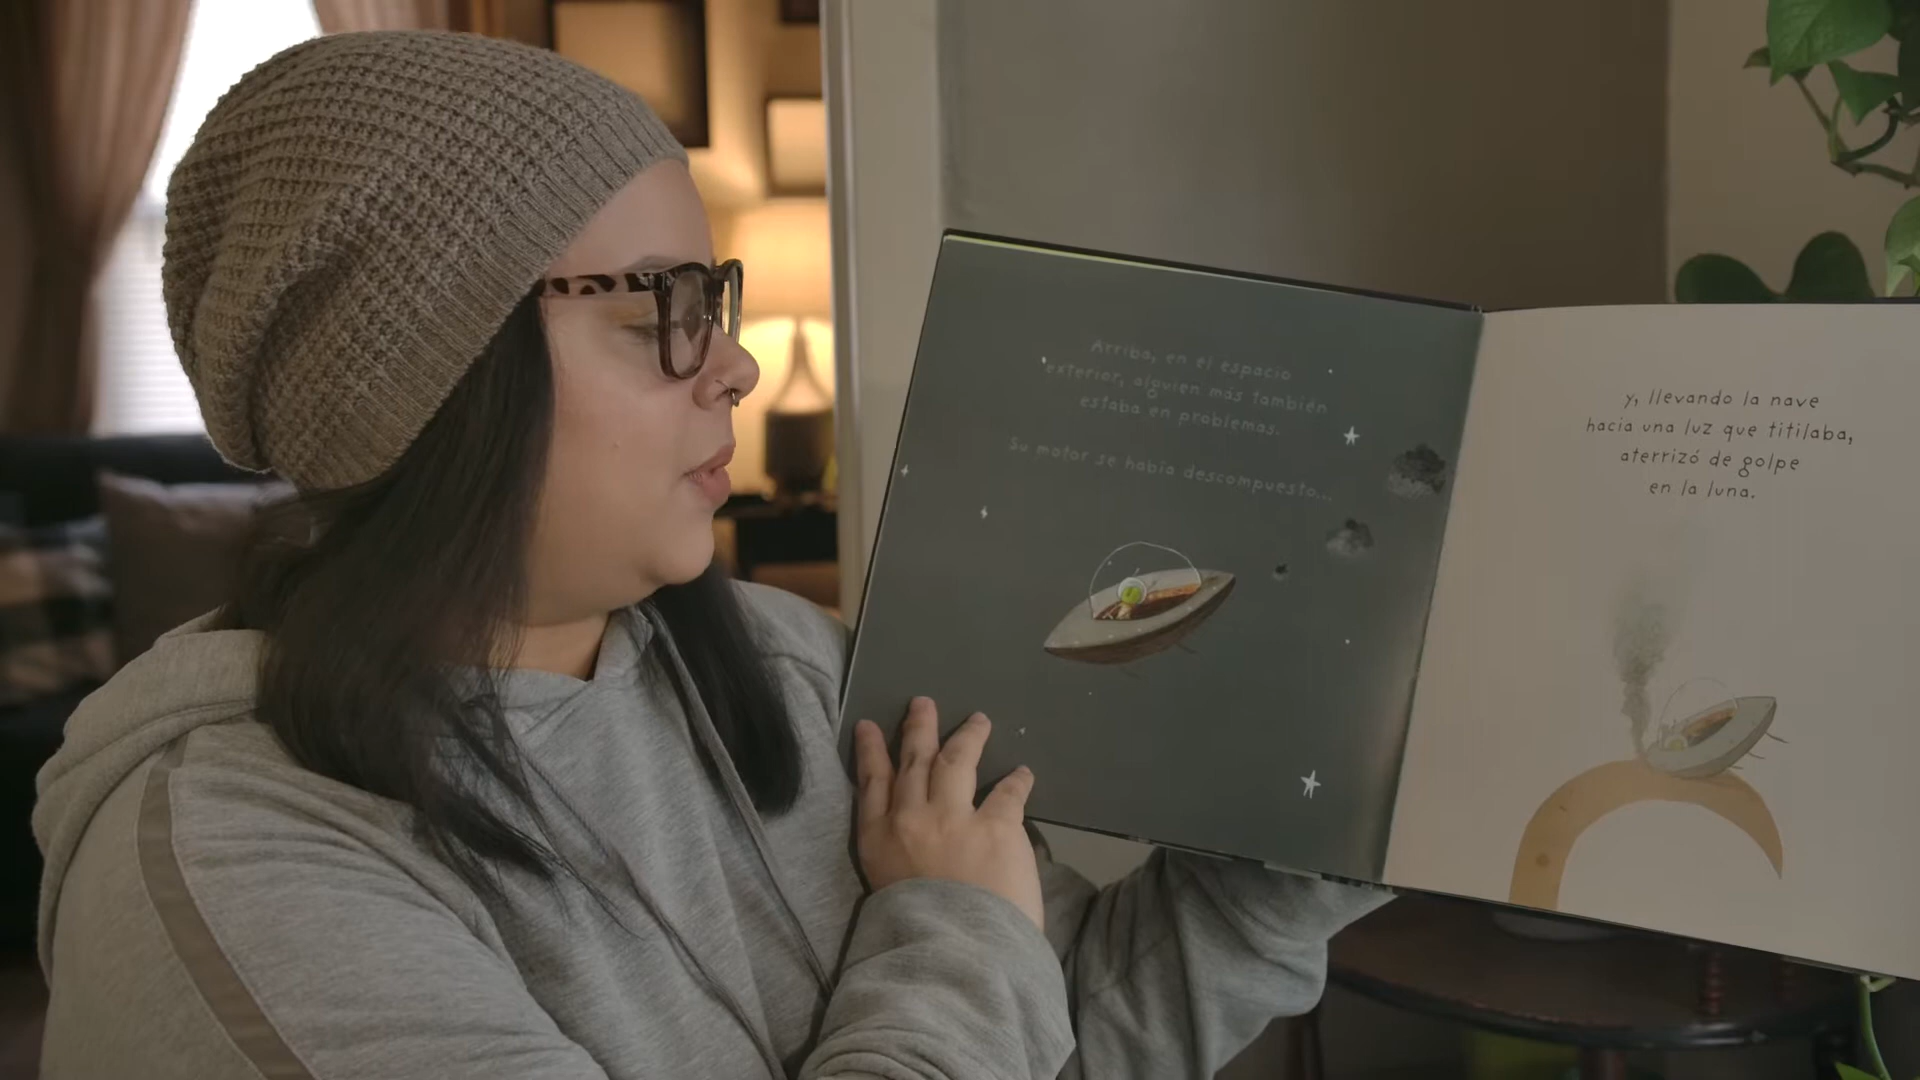 Arriba, en el espacio
exterior, alguien más también
estaba en problemas.
Su motor se había descompuesto...
y, llevando la nave
hacia una luz que titilaba,
aterrizó de golpe
en la luna.